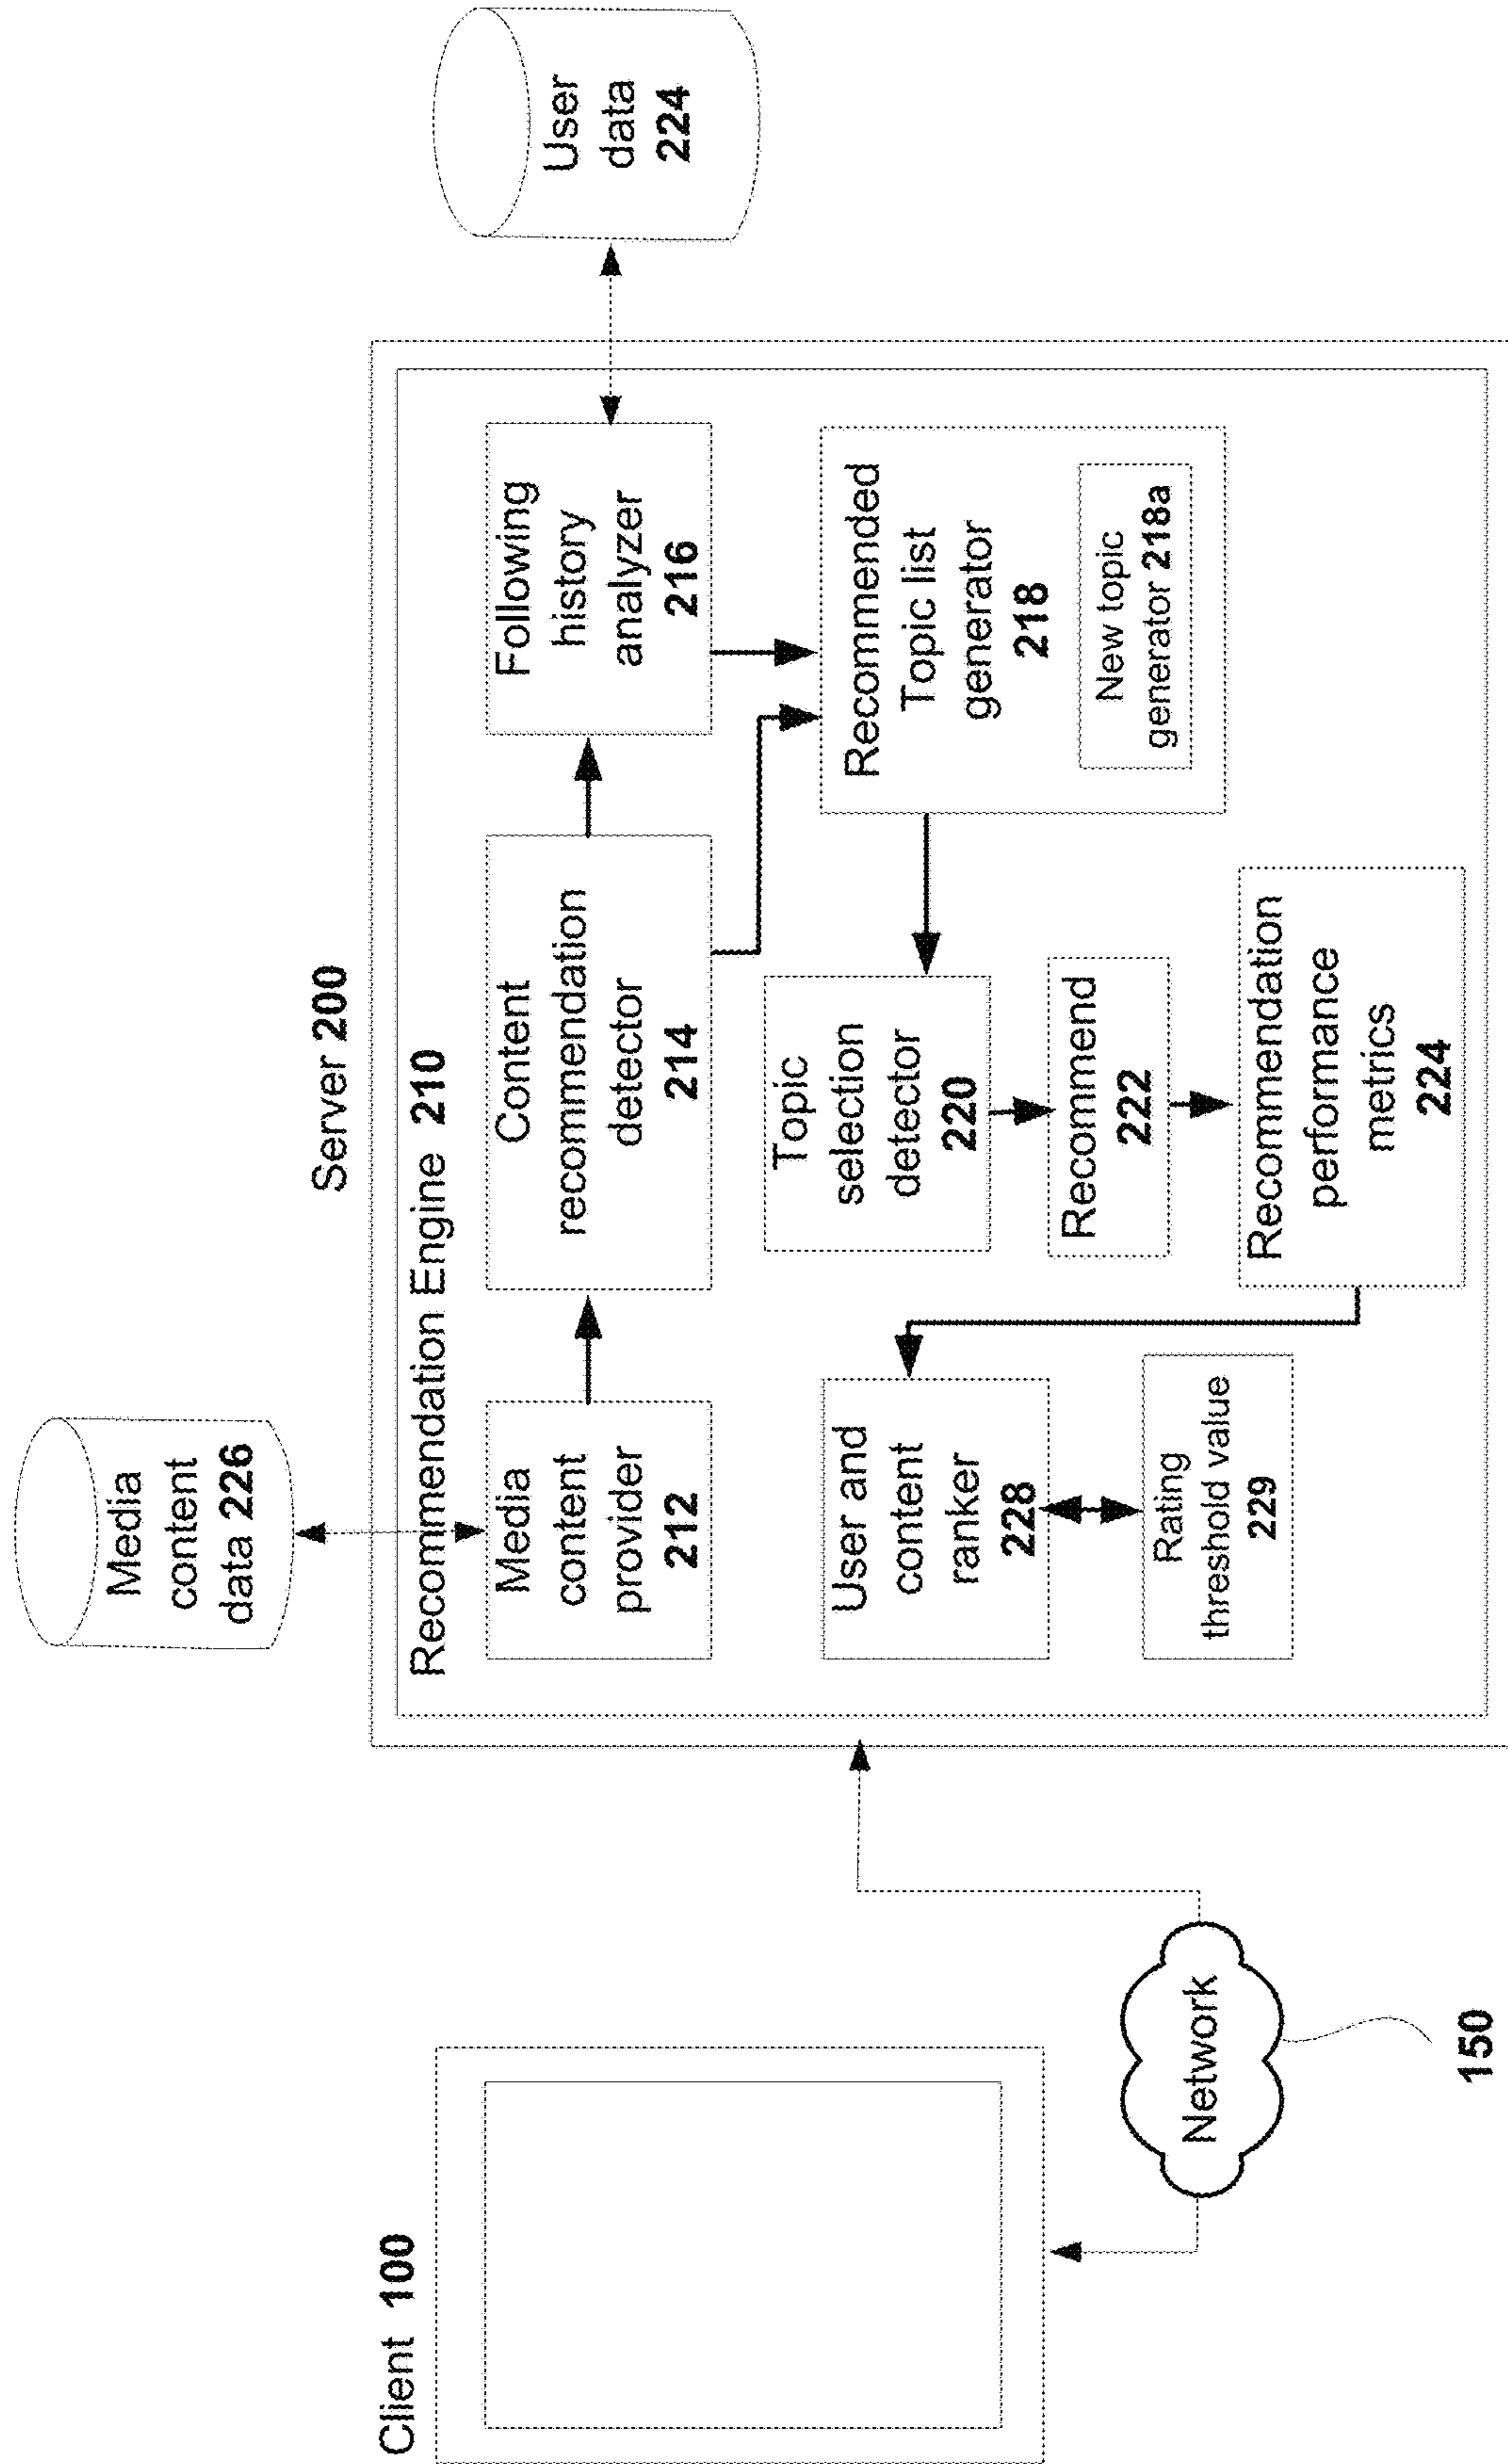 Client 100
Network
150
Media
content
data 226
Server 200
Recommendation Engine 210
Media
content
provider
212
Content
recommendation
detector
214
Following
history
analyzer
216
User
data
224
User and
content
ranker
228
Rating
threshold value
229
Topic
selection
detector
220
Recommend
222
Recommendation
performance
metrics
224
Recommended
Topic list
generator
218
New topic
generator 218a